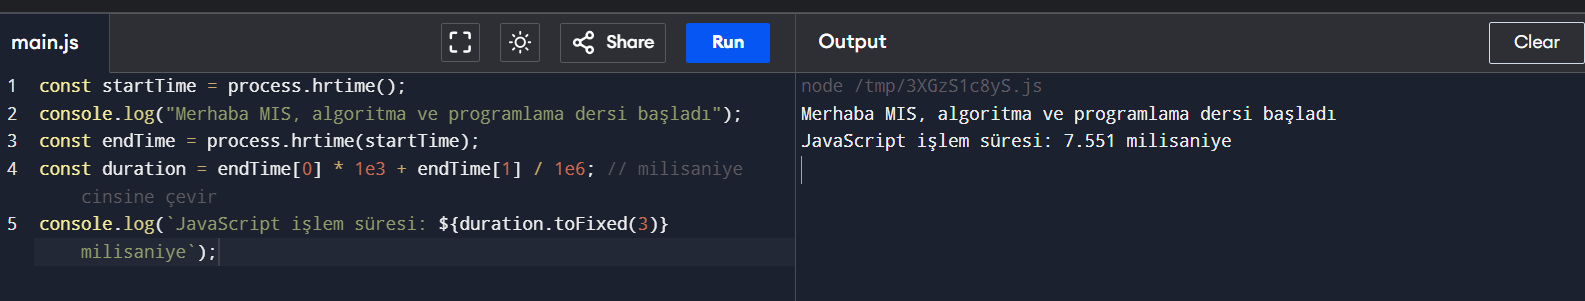 main.js
Share
Run
Output
Clear
1 const startTime = process.hrtime();
2 console.log("Merhaba MIS, algoritma ve programlama dersi başladı");
3 const endTime = process.hrtime(startTime);
4 const duration = endTime[0] * 1e3 + endTime[1] / 1e6; // milisaniye
cinsine çevir
5 console.log(`JavaScript işlem süresi: ${duration.toFixed(3)}
milisaniye`);
node /tmp/3XGzS1c8yS.js
Merhaba MIS, algoritma ve programlama dersi başladı
JavaScript işlem süresi: 7.551 milisaniye